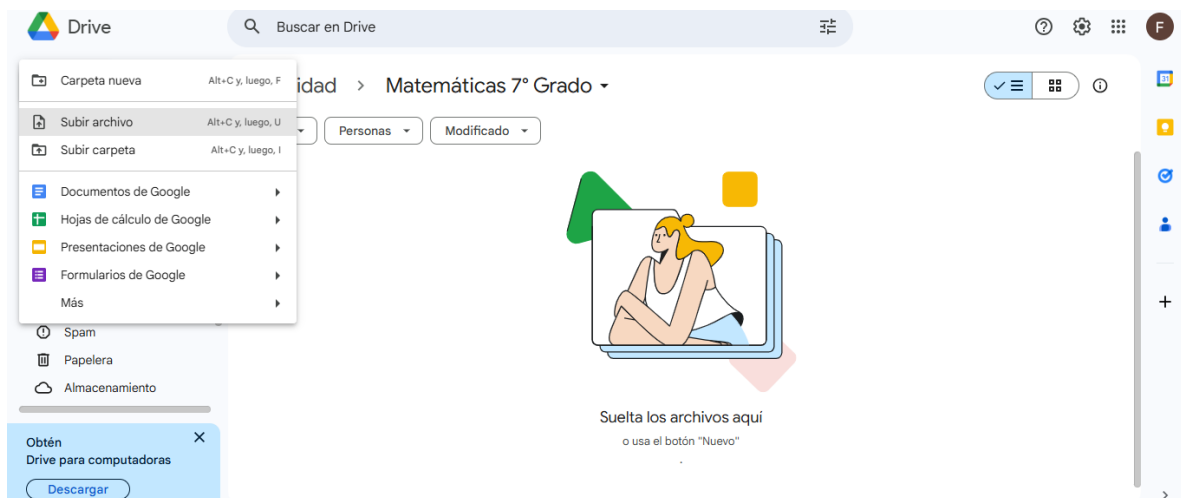 Drive
Buscar en Drive
F
Carpeta nueva Alt+C y, luego, F
Subir archivo Alt+C y, luego, U
Subir carpeta Alt+C y, luego, I
Documentos de Google
Hojas de cálculo de Google
Presentaciones de Google
Formularios de Google
Más
Spam
Papelera
Almacenamiento
Obtén
Drive para computadoras
Descargar
idad > Matemáticas 7° Grado
Personas
Modificado
Suelta los archivos aquí
o usa el botón "Nuevo"
.
31